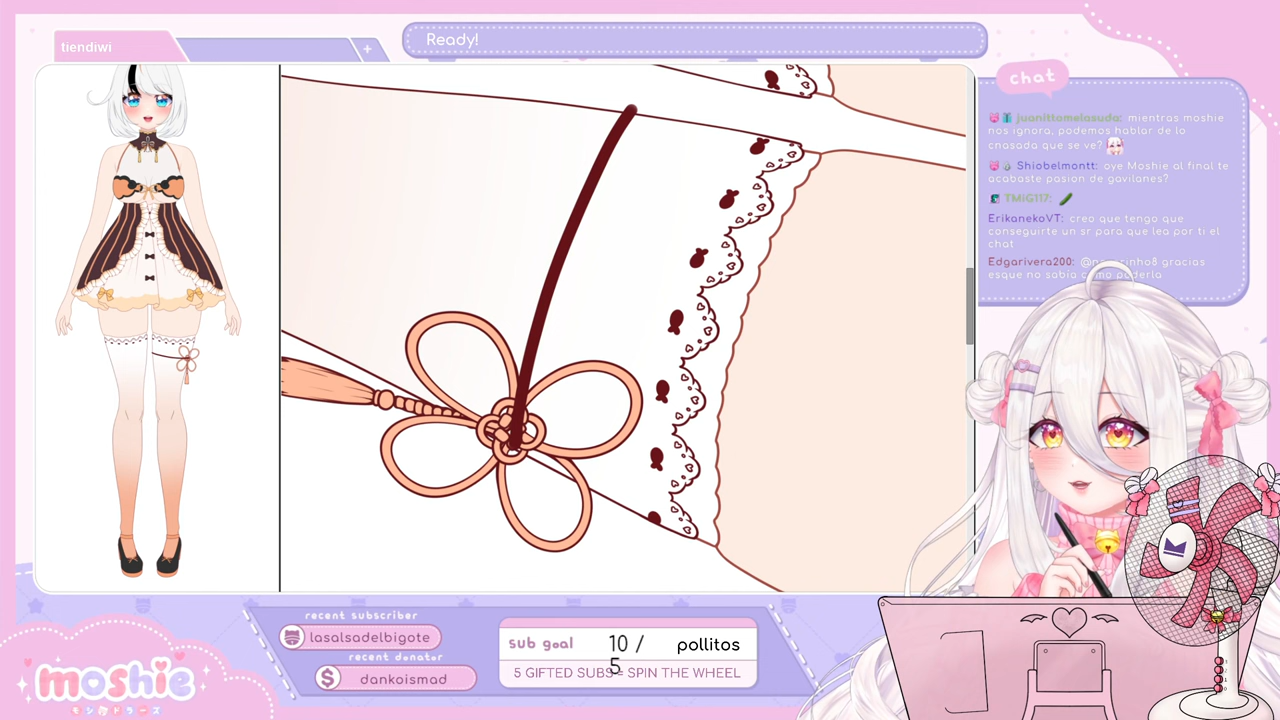 tiendiwi
+
Ready!
chat
juanittomelasuda: mientras moshie
nos ignora, podemos hablar de lo
cnasada que se ve?
Shiobelmontt: oye Moshie al final te
acabaste pasion de gavilanes?
TMIG117:
ErikanekoVT: creo que tengo que
conseguirte un sr para que lea por ti el
chat
Edgarivera200: gracias
esque no sabia como poderla
recent subscriber
lasalsadelbigote
recent donator
$ dankoismad
sub goal
10 /
5
pollitos
5 GIFTED SUBS = SPIN THE WHEEL
moshie